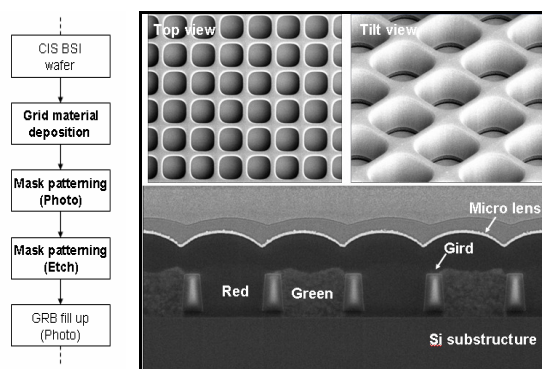 CIS BSI
wafer
Grid material
deposition
Mask patterning
(Photo)
Mask patterning
(Etch)
GRB fill up
(Photo)
Top view
Tilt view
Micro lens
Gird
Red
Green
Si substructure